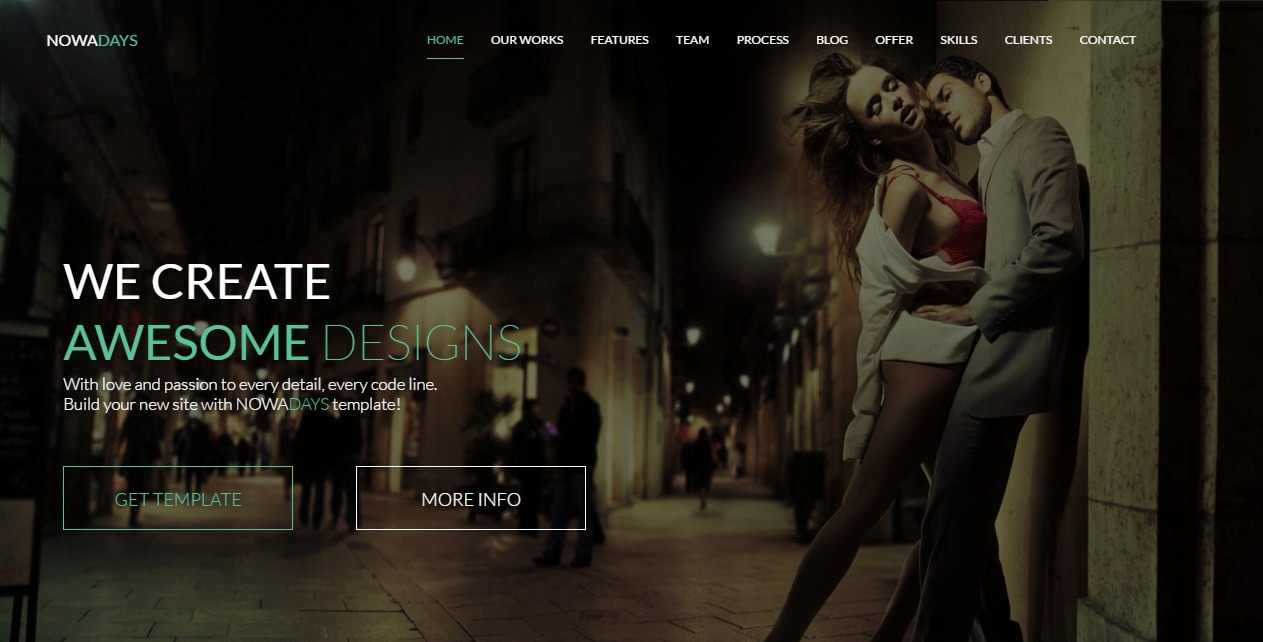 NOWADAYS
HOME OUR WORKS FEATURES TEAM PROCESS BLOG OFFER SKILLS CLIENTS CONTACT
WE CREATE
AWESOME DESIGNS
With love and passion to every detail, every code line.
Build your new site with NOWADAYS template!
GET TEMPLATE MORE INFO